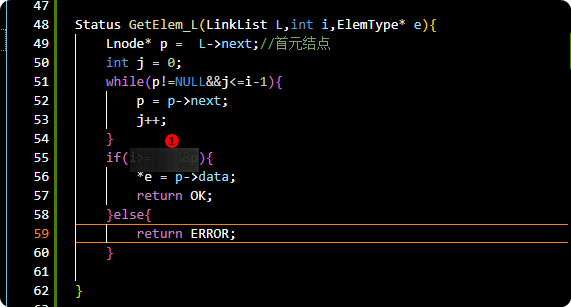 47
48 Status GetElem_L(LinkList L,int i,ElemType* e){
49 Lnode* p =  L->next;//首元结点
50 int j = 0;
51 while(p!=NULL&&j<=i-1){
52 p = p->next;
53 j++;
54 }
1
55 if(){
56 *e = p->data;
57 return OK;
58 }else{
59 return ERROR;
60 }
61
62 }